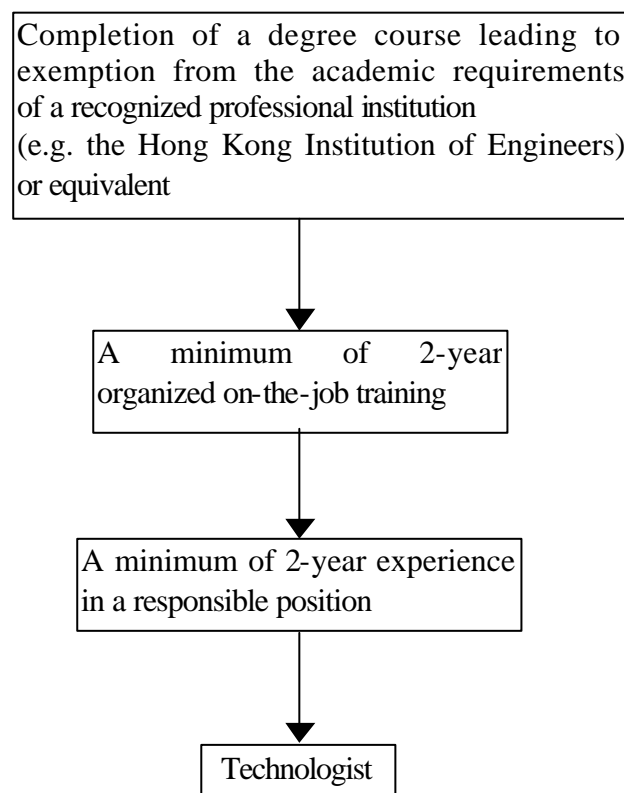 Completion of a degree course leading to
exemption from the academic requirements
of a recognized professional institution
(e.g. the Hong Kong Institution of Engineers)
or equivalent
A minimum of 2-year
organized on-the-job training
A minimum of 2-year experience
in a responsible position
Technologist